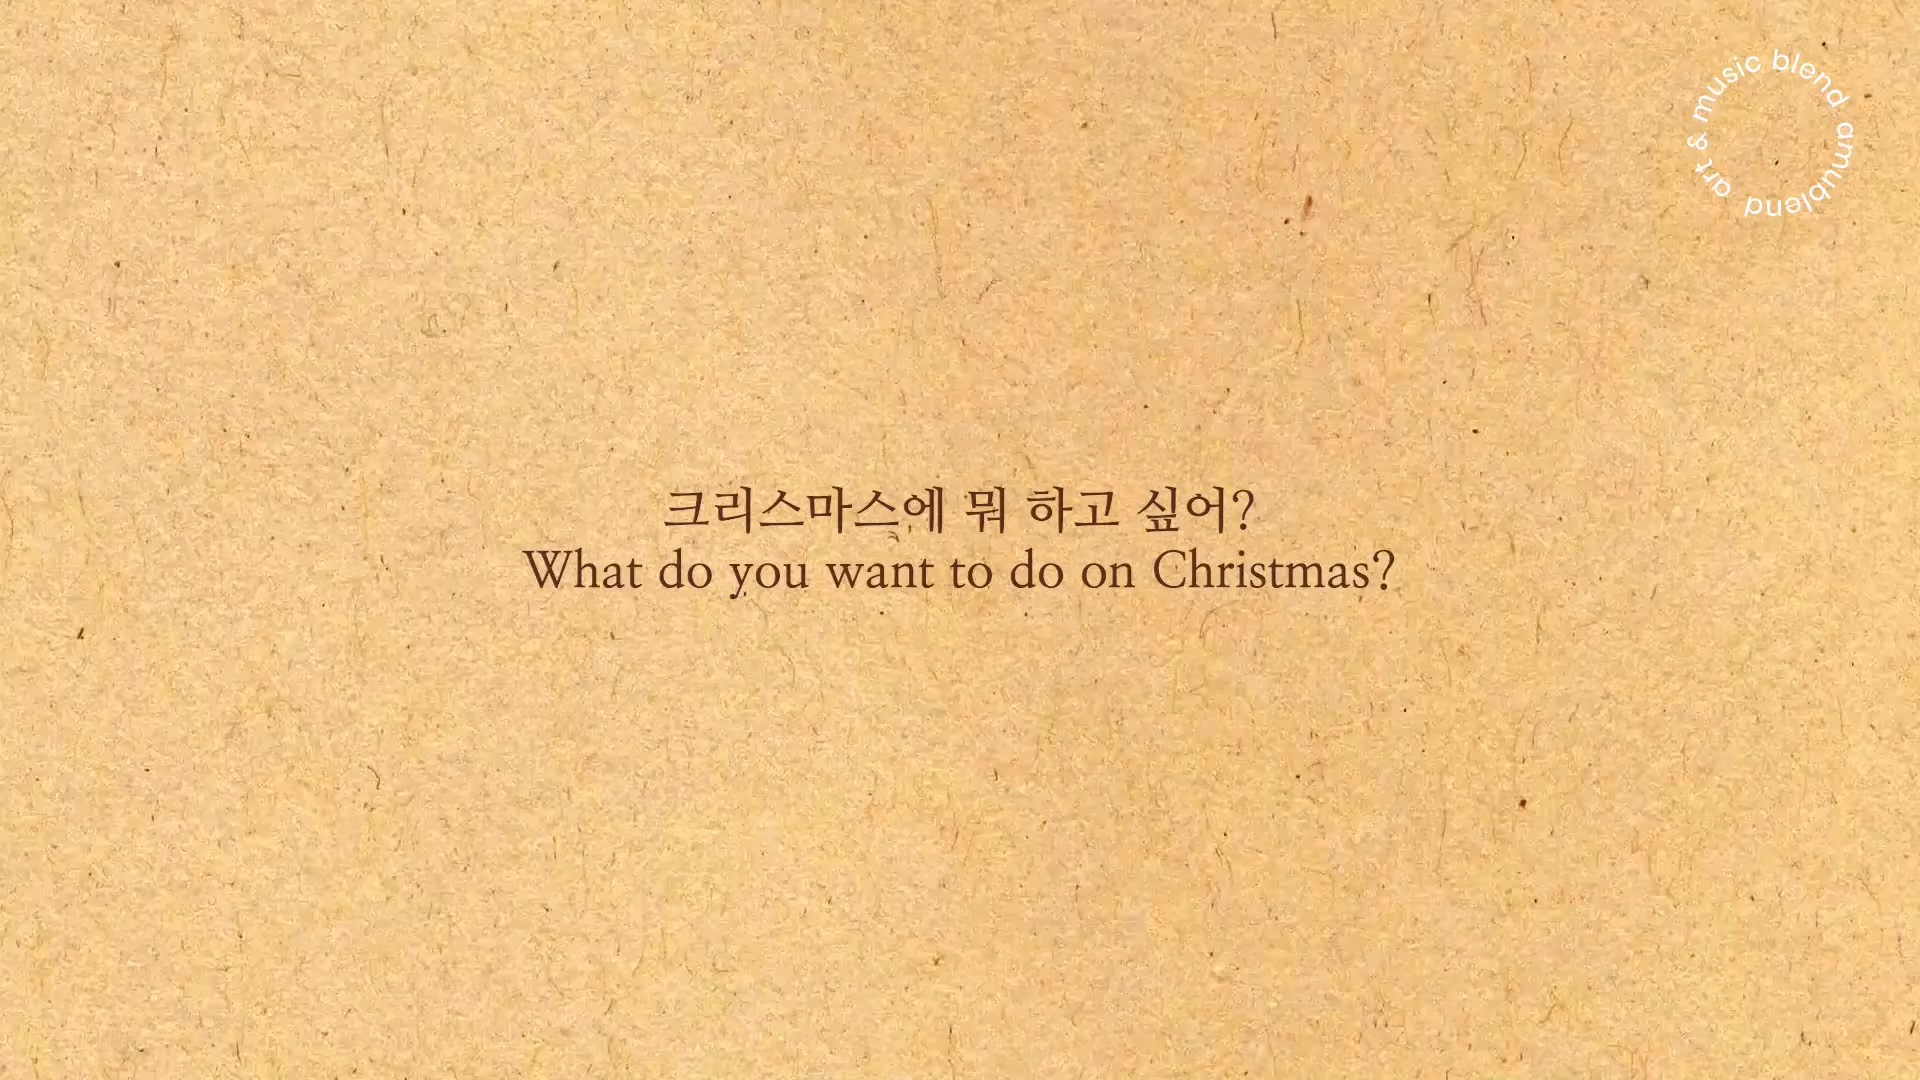 크리스마스에 뭐 하고 싶어?
What do you want to do on Christmas?
art & music blend amublend